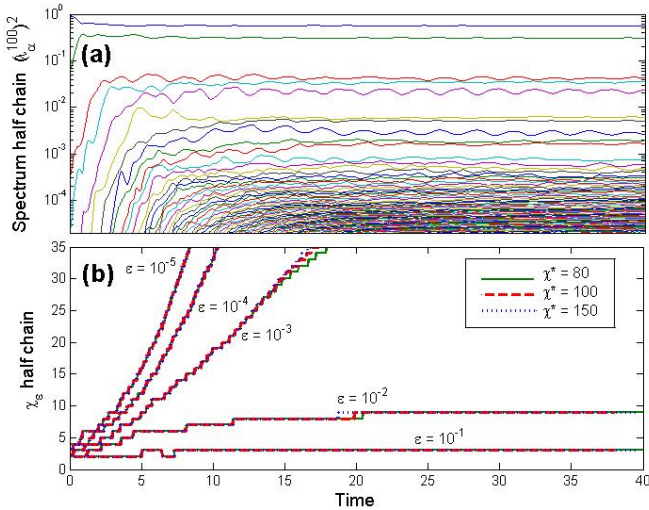 Spectrum half chain (λ_α^[100])^2
10^0
10^-1
10^-2
10^-3
10^-4
(a)
χ_ε half chain
35
30
25
20
15
10
5
0
(b)
ε = 10^-5
ε = 10^-4
ε = 10^-3
ε = 10^-2
ε = 10^-1
χ* = 80
χ* = 100
χ* = 150
0 5 10 15 20 25 30 35 40
Time